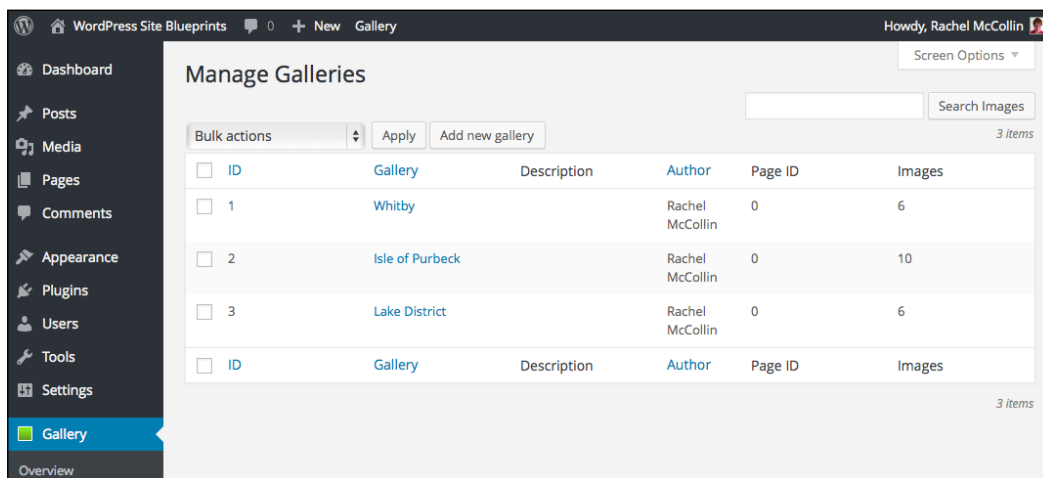 WordPress Site Blueprints 0 + New Gallery Howdy, Rachel McCollin
Screen Options ▼
Dashboard
Posts
Media
Pages
Comments
Appearance
Plugins
Users
Tools
Settings
Gallery
Overview
Manage Galleries
Search Images
Bulk actions Apply Add new gallery 3 items
ID Gallery Description Author Page ID Images
1 Whitby Rachel McCollin 0 6
2 Isle of Purbeck Rachel McCollin 0 10
3 Lake District Rachel McCollin 0 6
ID Gallery Description Author Page ID Images
3 items